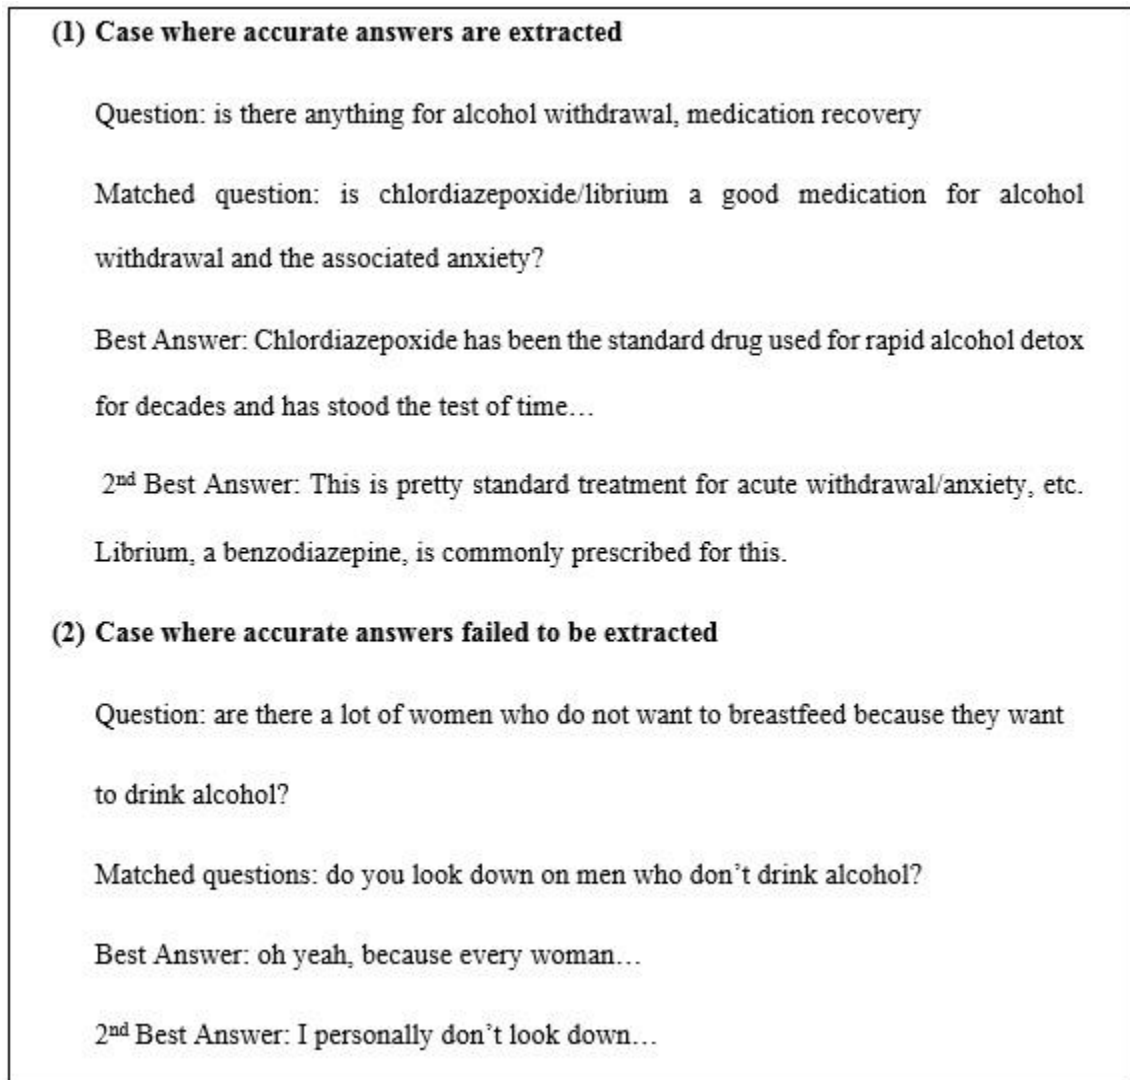 (1) Case where accurate answers are extracted
Question: is there anything for alcohol withdrawal, medication recovery
Matched question: is chlordiazepoxide/librium a good medication for alcohol
withdrawal and the associated anxiety?
Best Answer: Chlordiazepoxide has been the standard drug used for rapid alcohol detox
for decades and has stood the test of time…
2nd Best Answer: This is pretty standard treatment for acute withdrawal/anxiety, etc.
Librium, a benzodiazepine, is commonly prescribed for this.
(2) Case where accurate answers failed to be extracted
Question: are there a lot of women who do not want to breastfeed because they want
to drink alcohol?
Matched questions: do you look down on men who don’t drink alcohol?
Best Answer: oh yeah, because every woman…
2nd Best Answer: I personally don’t look down…